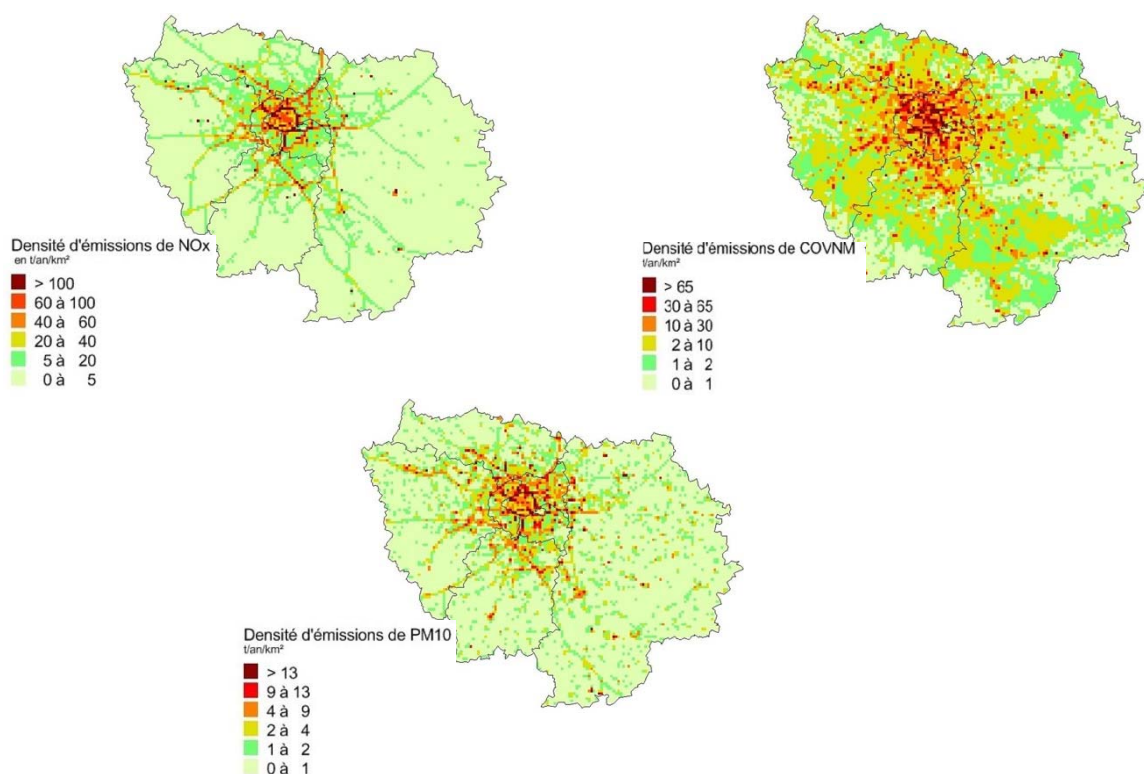 Densité d'émissions de NOx
en t/an/km²
> 100
60 à 100
40 à 60
20 à 40
5 à 20
0 à 5
Densité d'émissions de COVNM
t/an/km²
> 65
30 à 65
10 à 30
2 à 10
1 à 2
0 à 1
Densité d'émissions de PM10
t/an/km²
> 13
9 à 13
4 à 9
2 à 4
1 à 2
0 à 1